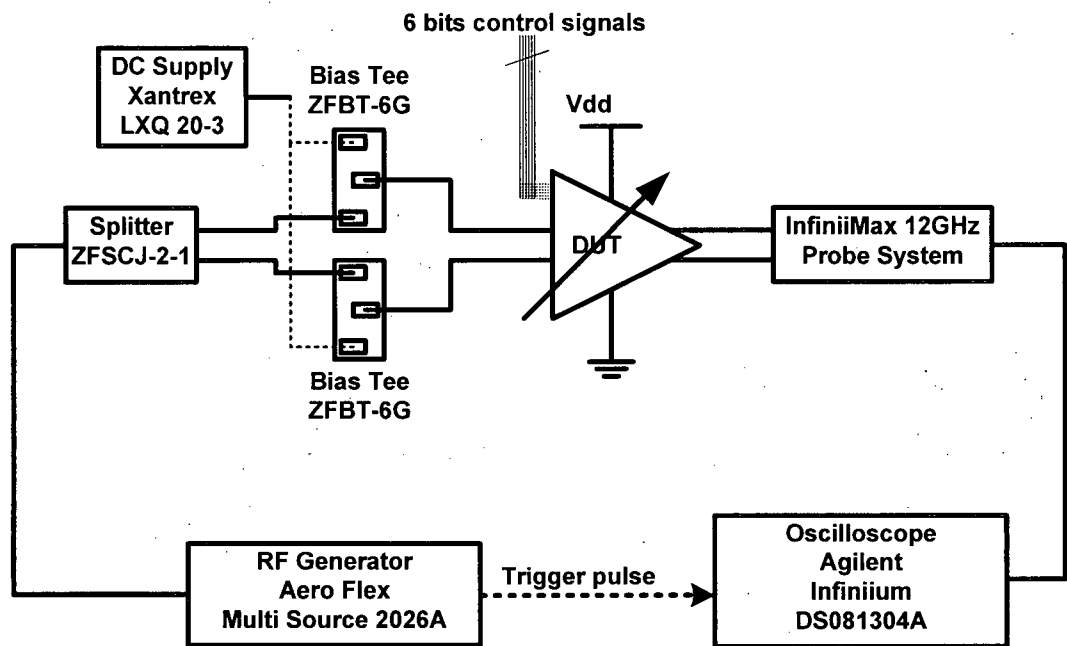 6 bits control signals
DC Supply
Xantrex
LXQ 20-3
Bias Tee
ZFBT-6G
Vdd
Splitter
ZFSCJ-2-1
DUT
InfiniiMax 12GHz
Probe System
Bias Tee
ZFBT-6G
RF Generator
Aero Flex
Multi Source 2026A
Trigger pulse
Oscilloscope
Agilent
Infiniium
DS081304A